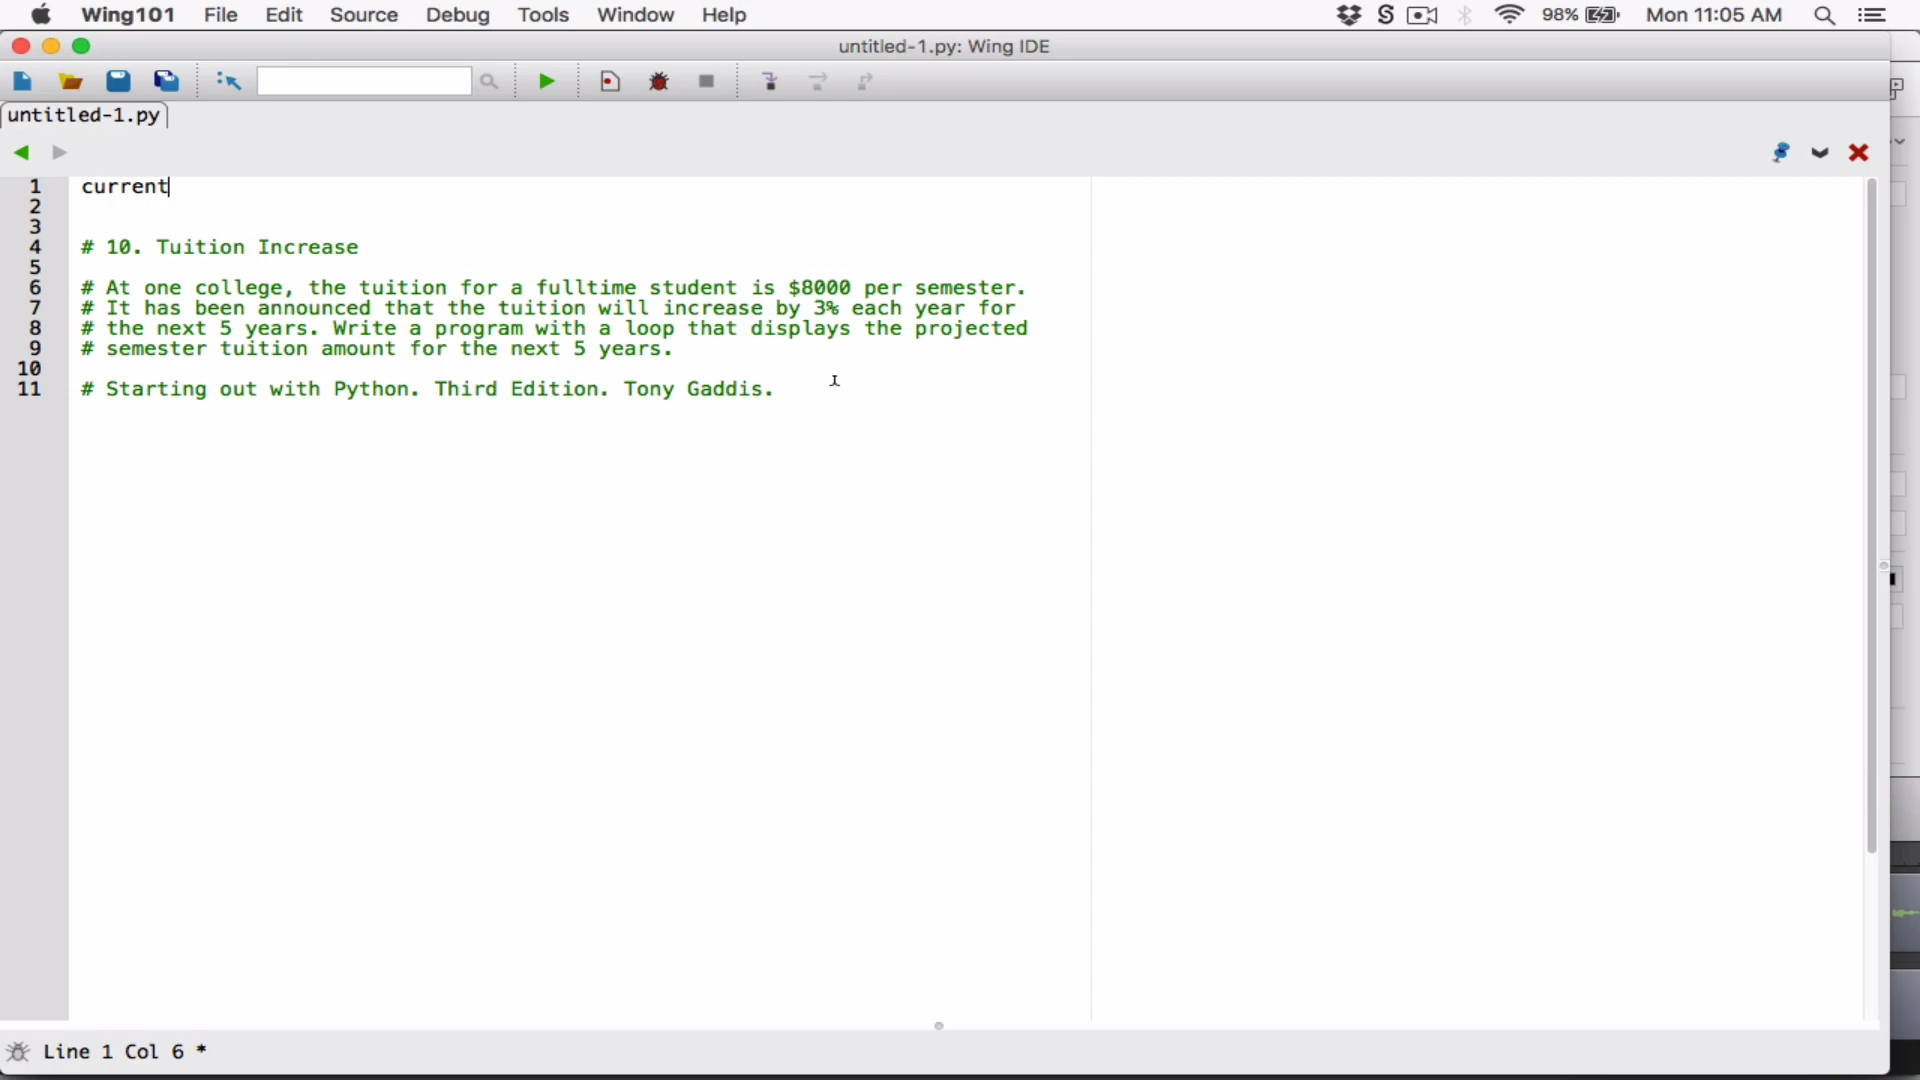 Wing101 File Edit Source Debug Tools Window Help 98% Mon 11:05 AM
untitled-1.py: Wing IDE
untitled-1.py
1 current
2
3
4 # 10. Tuition Increase
5
6 # At one college, the tuition for a fulltime student is $8000 per semester.
7 # It has been announced that the tuition will increase by 3% each year for
8 # the next 5 years. Write a program with a loop that displays the projected
9 # semester tuition amount for the next 5 years.
10
11 # Starting out with Python. Third Edition. Tony Gaddis.
Line 1 Col 6 *